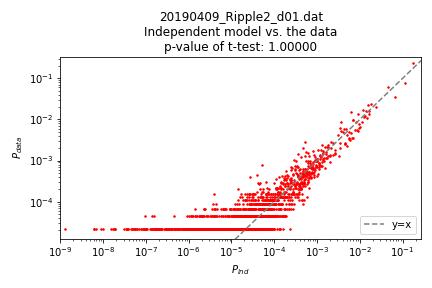 20190409_Ripple2_d01.dat
Independent model vs. the data
p-value of t-test: 1.00000
P_data
10⁻¹
10⁻²
10⁻³
10⁻⁴
y=x
10⁻⁹ 10⁻⁸ 10⁻⁷ 10⁻⁶ 10⁻⁵ 10⁻⁴ 10⁻³ 10⁻² 10⁻¹
P_ind